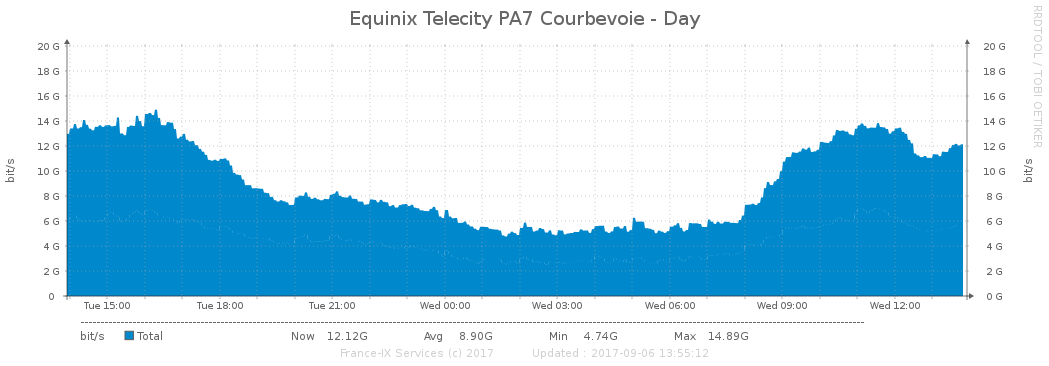 Equinix Telecity PA7 Courbevoie - Day
RRDTOOL / TOBI OETIKER
20 G 20 G
18 G 18 G
16 G 16 G
14 G 14 G
12 G 12 G
10 G 10 G
8 G 8 G
6 G 6 G
4 G 4 G
2 G 2 G
0 0 G
bit/s
bit/s
Tue 15:00 Tue 18:00 Tue 21:00 Wed 00:00 Wed 03:00 Wed 06:00 Wed 09:00 Wed 12:00
bit/s Total Now 12.12G Avg 8.90G Min 4.74G Max 14.89G
France-IX Services (c) 2017 Updated : 2017-09-06 13:55:12